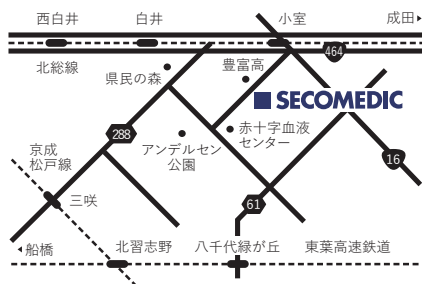 西白井
白井
小室
成田▶
464
北総線
県民の森
豊富高
SECOMEDIC
288
アンデルセン
公園
赤十字血液
センター
京成
松戸線
16
三咲
61
◀船橋
北習志野
八千代緑が丘
東葉高速鉄道